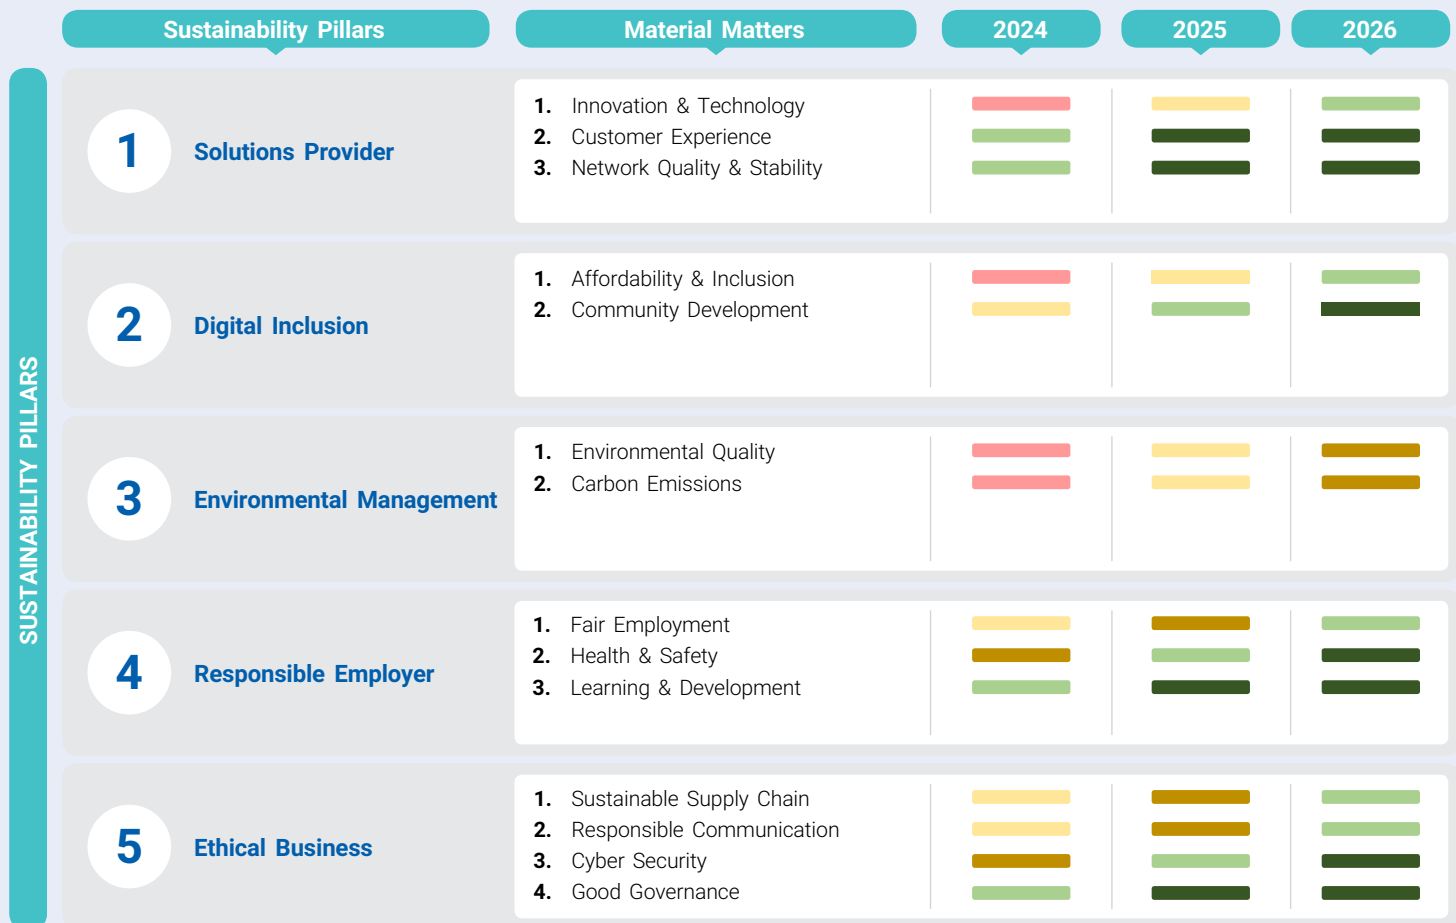 Sustainability Pillars
Material Matters
2024
2025
2026
SUSTAINABILITY PILLARS
1
Solutions Provider
1. Innovation & Technology
2. Customer Experience
3. Network Quality & Stability
2
Digital Inclusion
1. Affordability & Inclusion
2. Community Development
3
Environmental Management
1. Environmental Quality
2. Carbon Emissions
4
Responsible Employer
1. Fair Employment
2. Health & Safety
3. Learning & Development
5
Ethical Business
1. Sustainable Supply Chain
2. Responsible Communication
3. Cyber Security
4. Good Governance